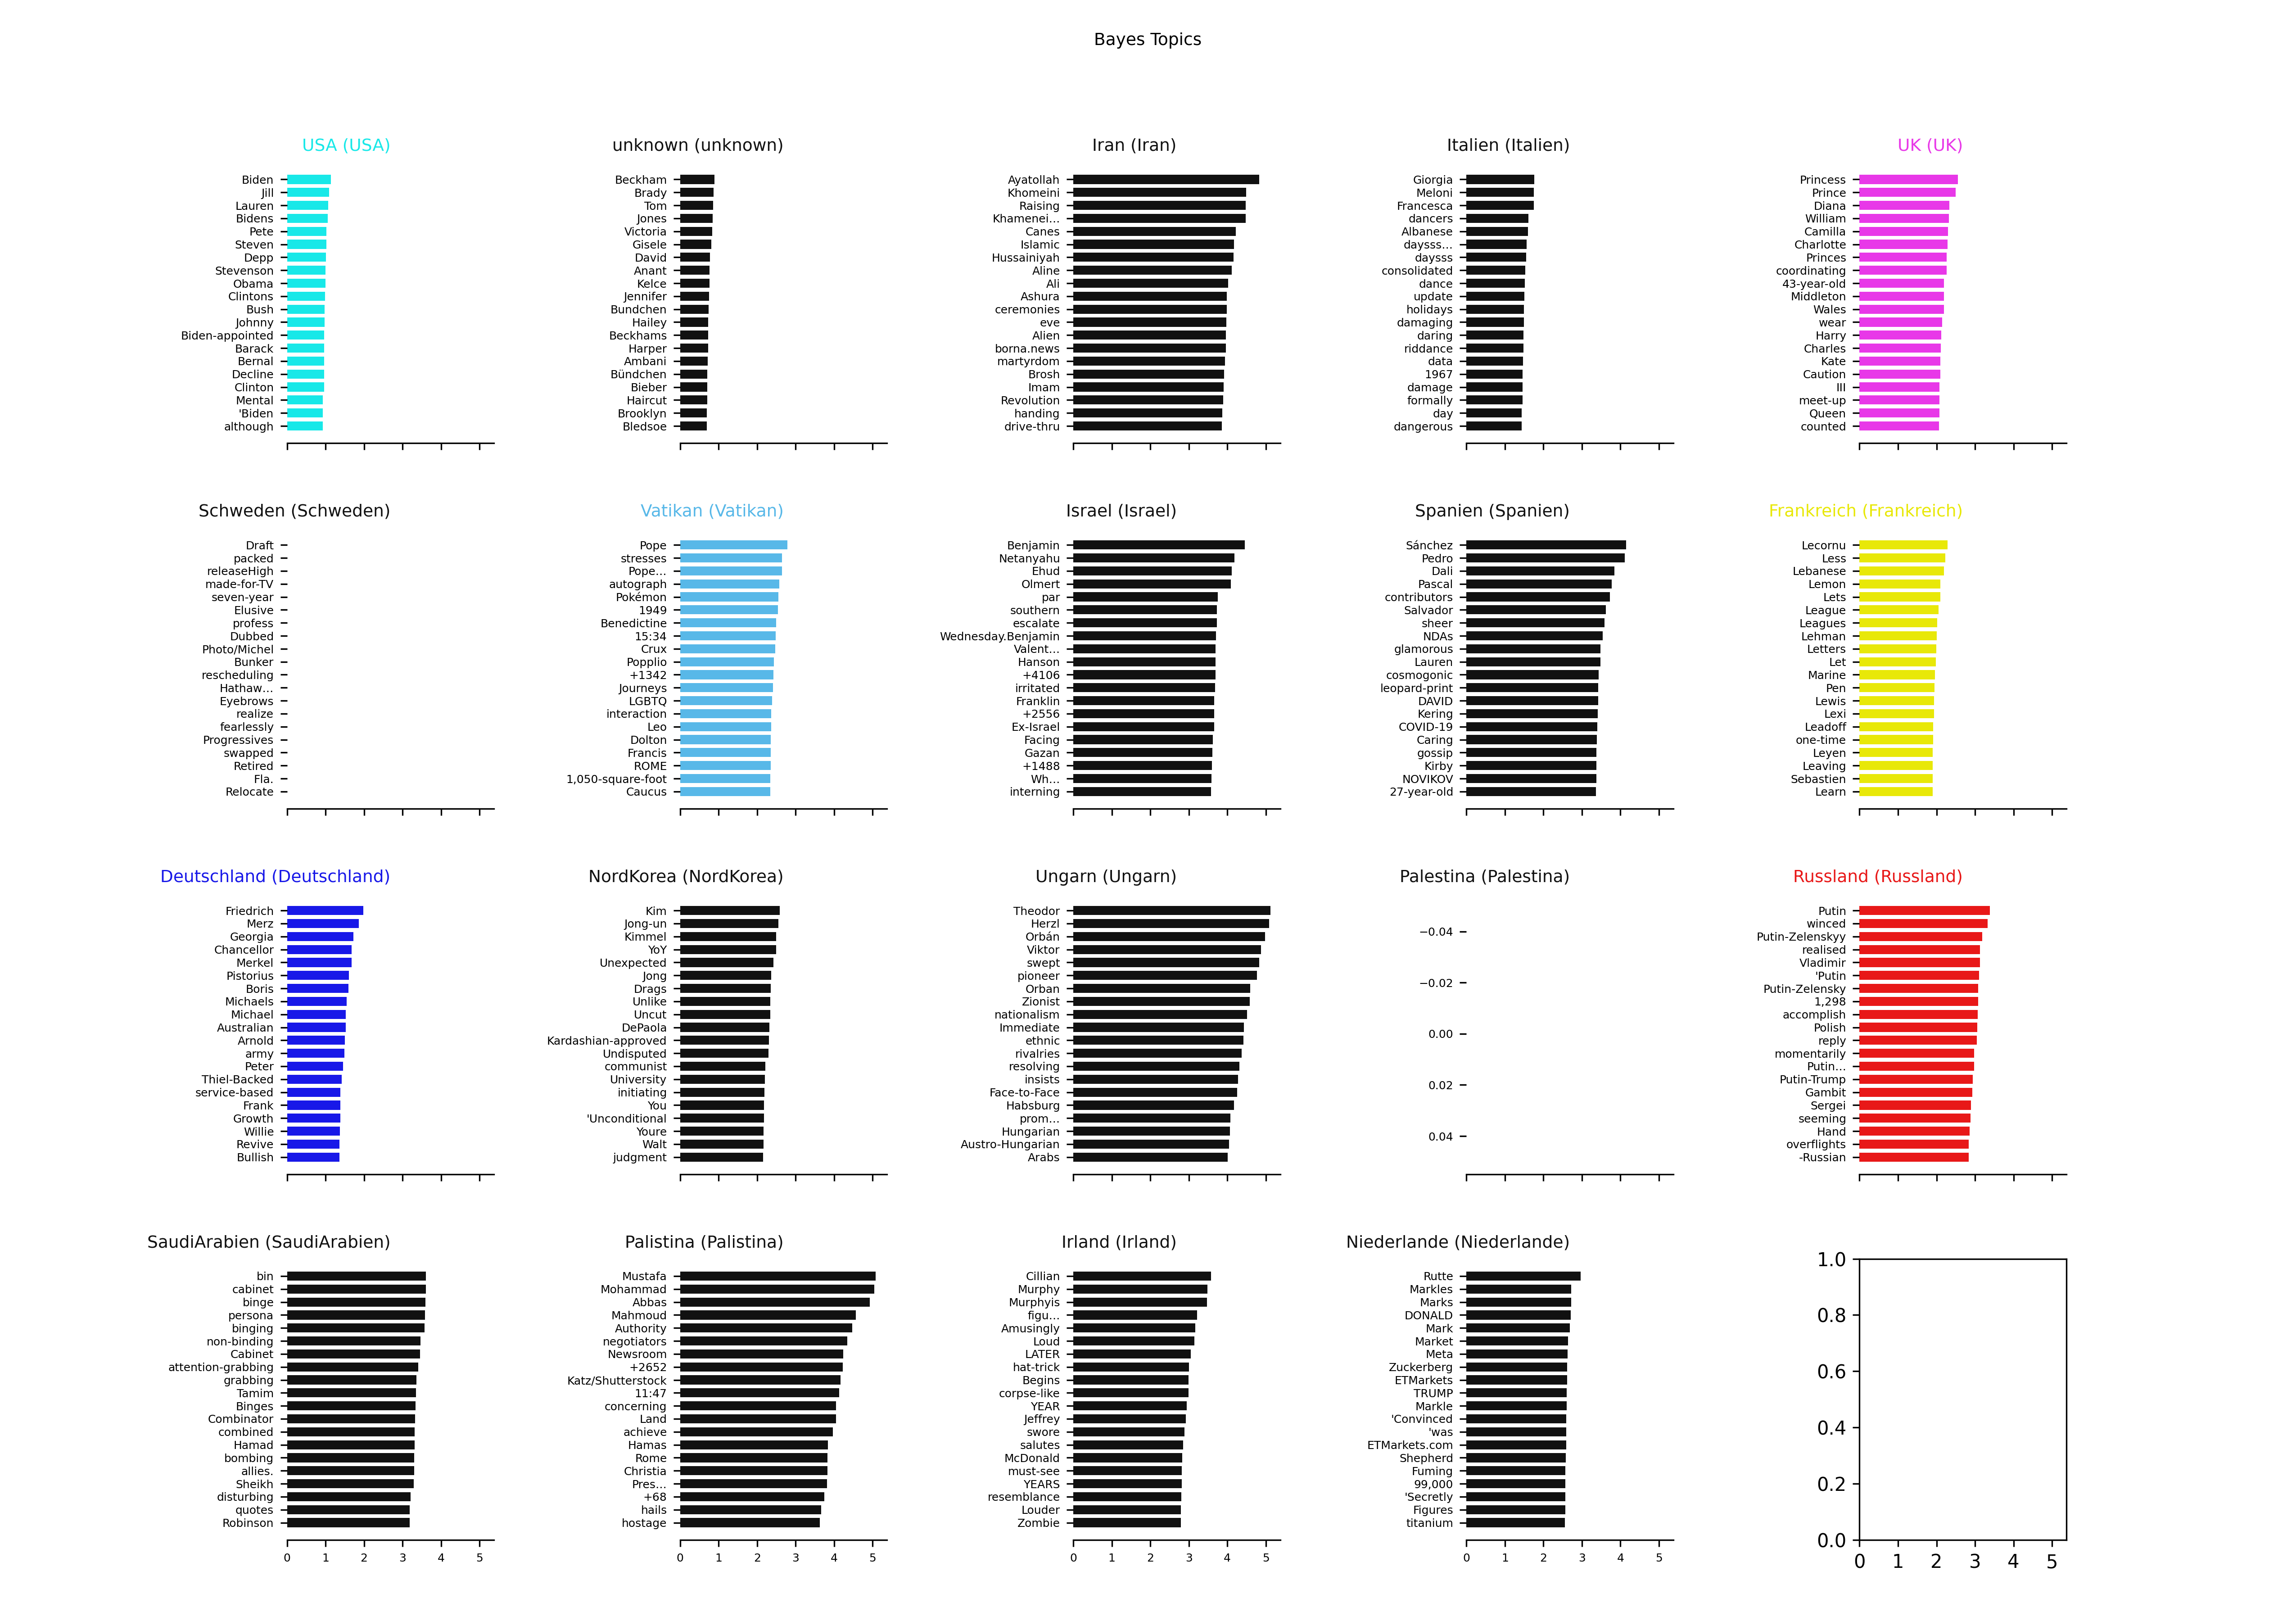 Bayes Topics
USA (USA)
Biden
Jill
Lauren
Bidens
Pete
Steven
Depp
Stevenson
Obama
Clintons
Bush
Johnny
Biden-appointed
Barack
Bernal
Decline
Clinton
Mental
'Biden
although
unknown (unknown)
Beckham
Brady
Tom
Jones
Victoria
Gisele
David
Anant
Kelce
Jennifer
Bundchen
Hailey
Beckhams
Harper
Ambani
Bündchen
Bieber
Haircut
Brooklyn
Bledsoe
Iran (Iran)
Ayatollah
Khomeini
Raising
Khamenei…
Canes
Islamic
Hussainiyah
Aline
Ali
Ashura
ceremonies
eve
Alien
borna.news
martyrdom
Brosh
Imam
Revolution
handing
drive-thru
Italien (Italien)
Giorgia
Meloni
Francesca
dancers
Albanese
daysss…
daysss
consolidated
dance
update
holidays
damaging
daring
riddance
data
1967
damage
formally
day
dangerous
UK (UK)
Princess
Prince
Diana
William
Camilla
Charlotte
Princes
coordinating
43-year-old
Middleton
Wales
wear
Harry
Charles
Kate
Caution
III
meet-up
Queen
counted
Schweden (Schweden)
Draft
packed
releaseHigh
made-for-TV
seven-year
Elusive
profess
Dubbed
Photo/Michel
Bunker
rescheduling
Hathaw…
Eyebrows
realize
fearlessly
Progressives
swapped
Retired
Fla.
Relocate
Vatikan (Vatikan)
Pope
stresses
Pope…
autograph
Pokémon
1949
Benedictine
15:34
Crux
Popplio
+1342
Journeys
LGBTQ
interaction
Leo
Dolton
Francis
ROME
1,050-square-foot
Caucus
Israel (Israel)
Benjamin
Netanyahu
Ehud
Olmert
par
southern
escalate
Wednesday.Benjamin
Valent…
Hanson
+4106
irritated
Franklin
+2556
Ex-Israel
Facing
Gazan
+1488
Wh…
interning
Spanien (Spanien)
Sánchez
Pedro
Dali
Pascal
contributors
Salvador
sheer
NDAs
glamorous
Lauren
cosmogonic
leopard-print
DAVID
Kering
COVID-19
Caring
gossip
Kirby
NOVIKOV
27-year-old
Frankreich (Frankreich)
Lecornu
Less
Lebanese
Lemon
Lets
League
Leagues
Lehman
Letters
Let
Marine
Pen
Lewis
Lexi
Leadoff
one-time
Leyen
Leaving
Sebastien
Learn
Deutschland (Deutschland)
Friedrich
Merz
Georgia
Chancellor
Merkel
Pistorius
Boris
Michaels
Michael
Australian
Arnold
army
Peter
Thiel-Backed
service-based
Frank
Growth
Willie
Revive
Bullish
NordKorea (NordKorea)
Kim
Jong-un
Kimmel
YoY
Unexpected
Jong
Drags
Unlike
Uncut
DePaola
Kardashian-approved
Undisputed
communist
University
initiating
You
'Unconditional
Youre
Walt
judgment
Ungarn (Ungarn)
Theodor
Herzl
Orbán
Viktor
swept
pioneer
Orban
Zionist
nationalism
Immediate
ethnic
rivalries
resolving
insists
Face-to-Face
Habsburg
prom…
Hungarian
Austro-Hungarian
Arabs
Palestina (Palestina)
−0.04
−0.02
0.00
0.02
0.04
Russland (Russland)
Putin
winced
Putin-Zelenskyy
realised
Vladimir
'Putin
Putin-Zelensky
1,298
accomplish
Polish
reply
momentarily
Putin…
Putin-Trump
Gambit
Sergei
seeming
Hand
overflights
-Russian
SaudiArabien (SaudiArabien)
bin
cabinet
binge
persona
binging
non-binding
Cabinet
attention-grabbing
grabbing
Tamim
Binges
Combinator
combined
Hamad
bombing
allies.
Sheikh
disturbing
quotes
Robinson
0 1 2 3 4 5
Palistina (Palistina)
Mustafa
Mohammad
Abbas
Mahmoud
Authority
negotiators
Newsroom
+2652
Katz/Shutterstock
11:47
concerning
Land
achieve
Hamas
Rome
Christia
Pres…
+68
hails
hostage
0 1 2 3 4 5
Irland (Irland)
Cillian
Murphy
Murphyis
figu…
Amusingly
Loud
LATER
hat-trick
Begins
corpse-like
YEAR
Jeffrey
swore
salutes
McDonald
must-see
YEARS
resemblance
Louder
Zombie
0 1 2 3 4 5
Niederlande (Niederlande)
Rutte
Markles
Marks
DONALD
Mark
Market
Meta
Zuckerberg
ETMarkets
TRUMP
Markle
'Convinced
'was
ETMarkets.com
Shepherd
Fuming
99,000
'Secretly
Figures
titanium
0 1 2 3 4 5
1.0
0.8
0.6
0.4
0.2
0.0
0 1 2 3 4 5